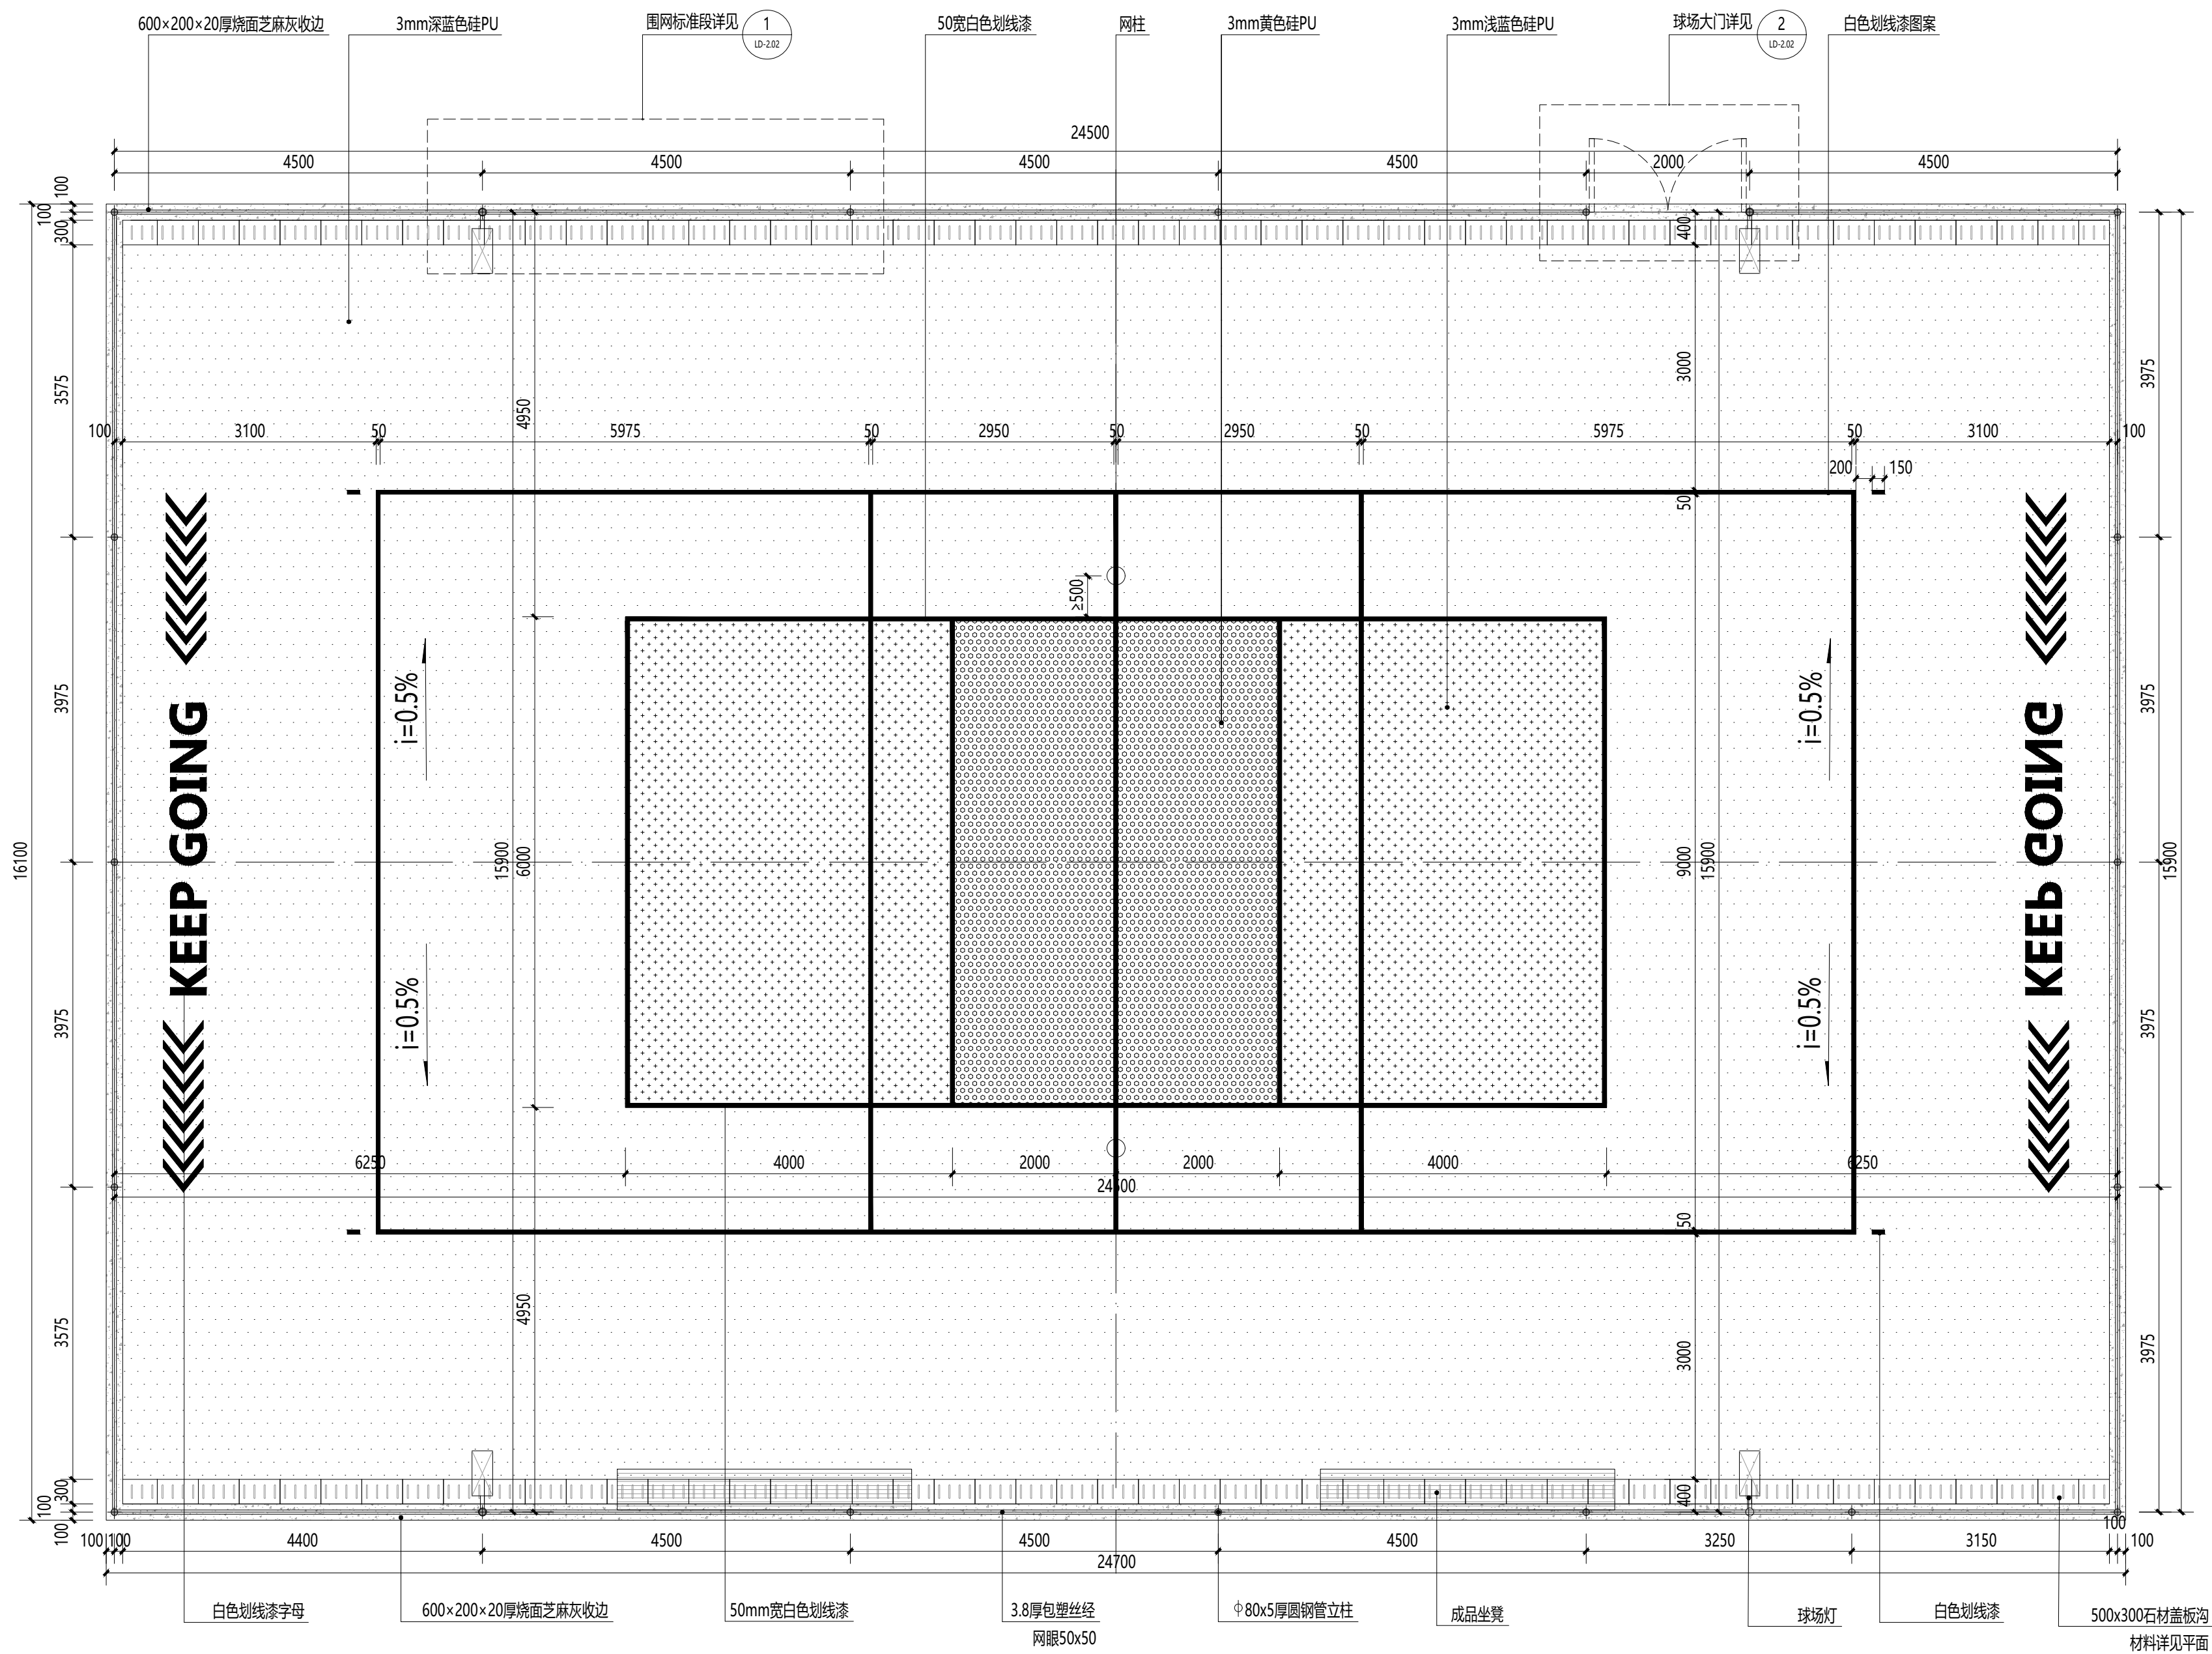 600×200×20厚烧面芝麻灰收边
3mm深蓝色硅PU
围网标准段详见
1
LD-2.02
50宽白色划线漆
网柱
3mm黄色硅PU
3mm浅蓝色硅PU
球场大门详见
2
LD-2.02
白色划线漆图案
24500
4500
4500
4500
4500
2000
4500
100
100
300
400
3575
4950
3000
3975
100
3100
50
5975
50
2950
50
2950
50
5975
50
3100
100
200
150
50
≥500
i=0.5%
i=0.5%
3975
3975
KEEP GOING
KEEP GOING
16100
15900
6000
9000
15900
15900
i=0.5%
i=0.5%
3975
3975
6250
4000
2000
2000
4000
6250
24500
50
3575
4950
3000
3975
300
100
100
400
100
100
100
4400
4500
4500
4500
3250
3150
100
24700
白色划线漆字母
600×200×20厚烧面芝麻灰收边
50mm宽白色划线漆
3.8厚包塑丝经
网眼50x50
ф80x5厚圆钢管立柱
成品坐凳
球场灯
白色划线漆
500x300石材盖板沟
材料详见平面